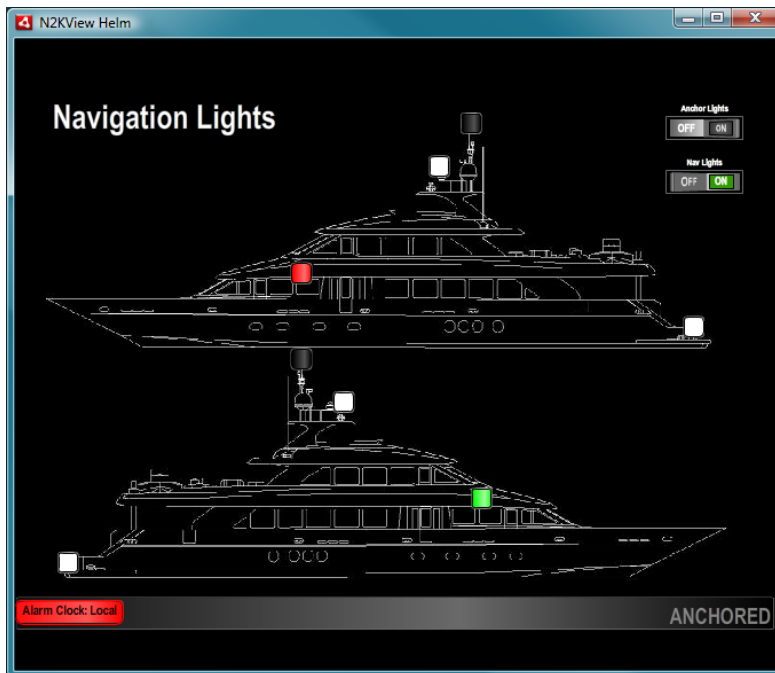 N2KView Helm
Navigation Lights
Anchor Lights
OFF ON
Nav Lights
OFF ON
Alarm Clock: Local
ANCHORED